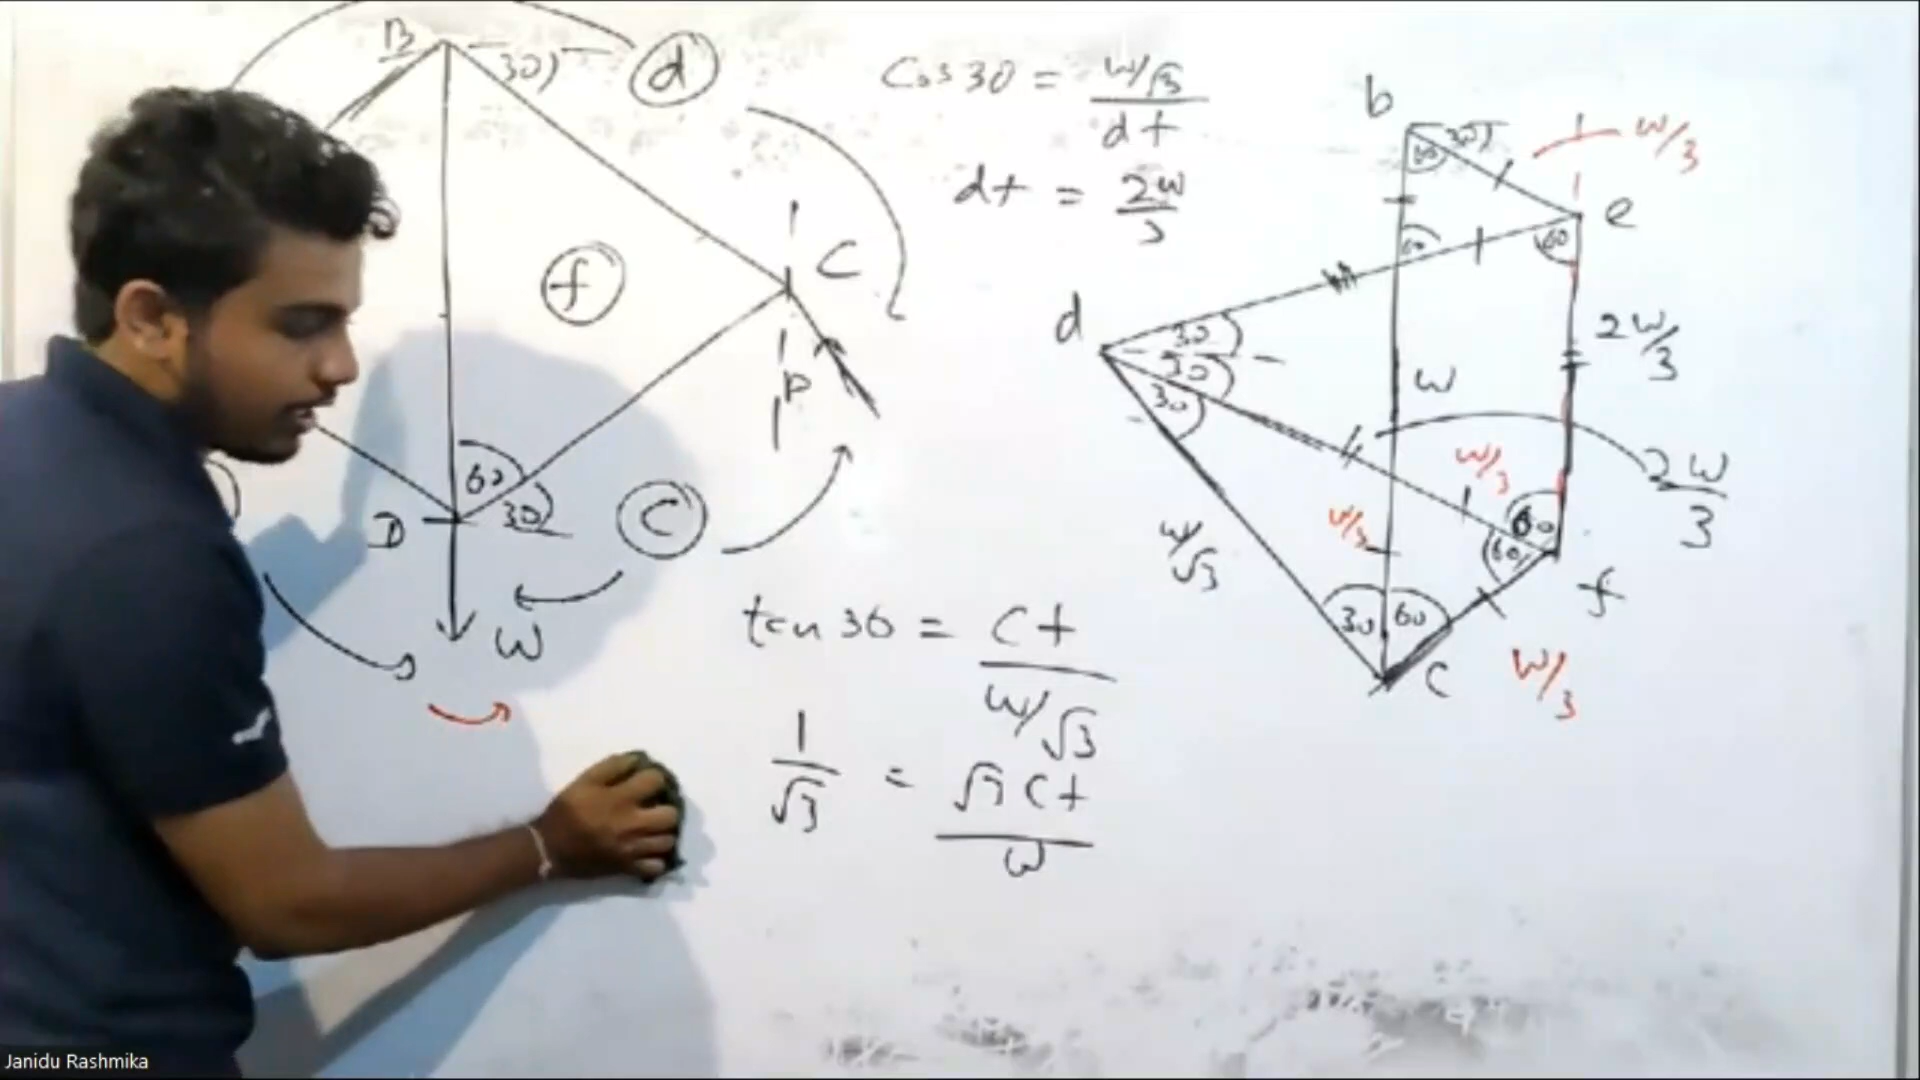 B
30
d
C
f
P
60
30
D
C
W
Cos 30 = W/√3
dt
dt = 2W
3
tan 30 = Ct
W/√3
1 = √3 Ct
√3 W
b
30
60
W/3
e
60
60
d
30
30
30
W
2W/3
W/3
2W
3
W/3
W/√3
60
60
f
30
60
C
W/3
Janidu Rashmika